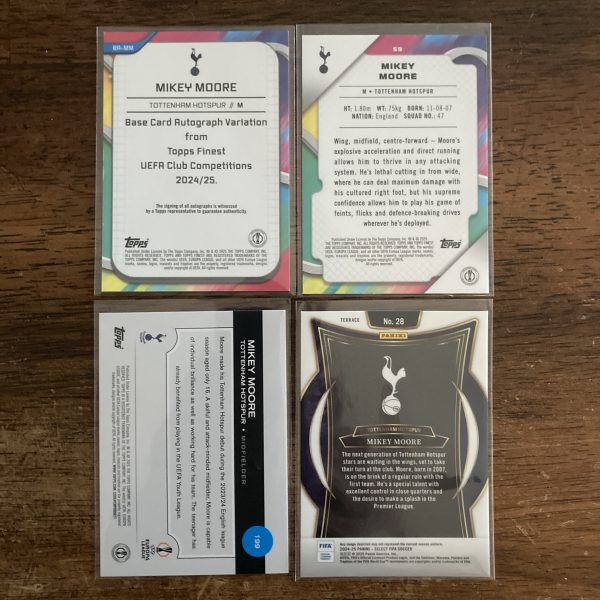 BA-MM
MIKEY MOORE
TOTTENHAM HOTSPUR // M
Base Card Autograph Variation
from
Topps Finest
UEFA Club Competitions
2024/25.
The signing of all autographs is witnessed
by a Topps representative to guarantee authenticity.
Topps
59
MIKEY
MOORE
M • TOTTENHAM HOTSPUR
HT: 1.80m WT: 75kg BORN: 11-08-07
NATION: England SQUAD NO.: 47
Wing, midfield, centre-forward – Moore's
explosive acceleration and direct running
allows him to thrive in any attacking
system. He's lethal cutting in from wide,
where he can deal maximum damage with
his cultured right foot, but his supreme
confidence allows him to play his game of
feints, flicks and defence-breaking drives
wherever he's deployed.
Topps
MIKEY MOORE
TOTTENHAM HOTSPUR • MIDFIELDER
Moore made his Tottenham Hotspur debut during the 2023/24 English league
season aged only 16. A skilful and attack-minded midfielder, Moore is capable
of individual brilliance as well as working hard for his team. The teenager has
already benefited from playing in the UEFA Youth League.
199
Topps
EUROPA
LEAGUE
TERRACE
No. 28
PANINI
TOTTENHAM HOTSPUR
MIKEY MOORE
The next generation of Tottenham Hotspur
stars are waiting in the wings, set to take
their turn at the club. Moore, born in 2007,
is on the brink of a regular role with the
first team. He's a special talent with
excellent control in close quarters and
the desire to make a splash in the
Premier League.
FIFA
2024-25 PANINI - SELECT FIFA SOCCER